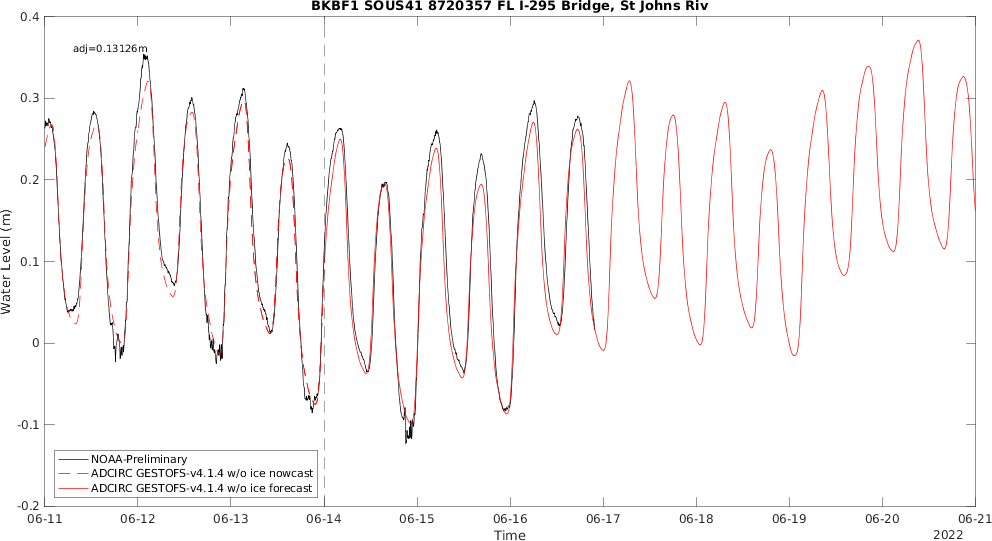 BKBF1 SOUS41 8720357 FL I-295 Bridge, St Johns Riv
adj=0.13126m
0.4
0.3
0.2
0.1
0
-0.1
-0.2
Water Level (m)
NOAA-Preliminary
ADCIRC GESTOFS-v4.1.4 w/o ice nowcast
ADCIRC GESTOFS-v4.1.4 w/o ice forecast
06-11 06-12 06-13 06-14 06-15 06-16 06-17 06-18 06-19 06-20 06-21
Time
2022